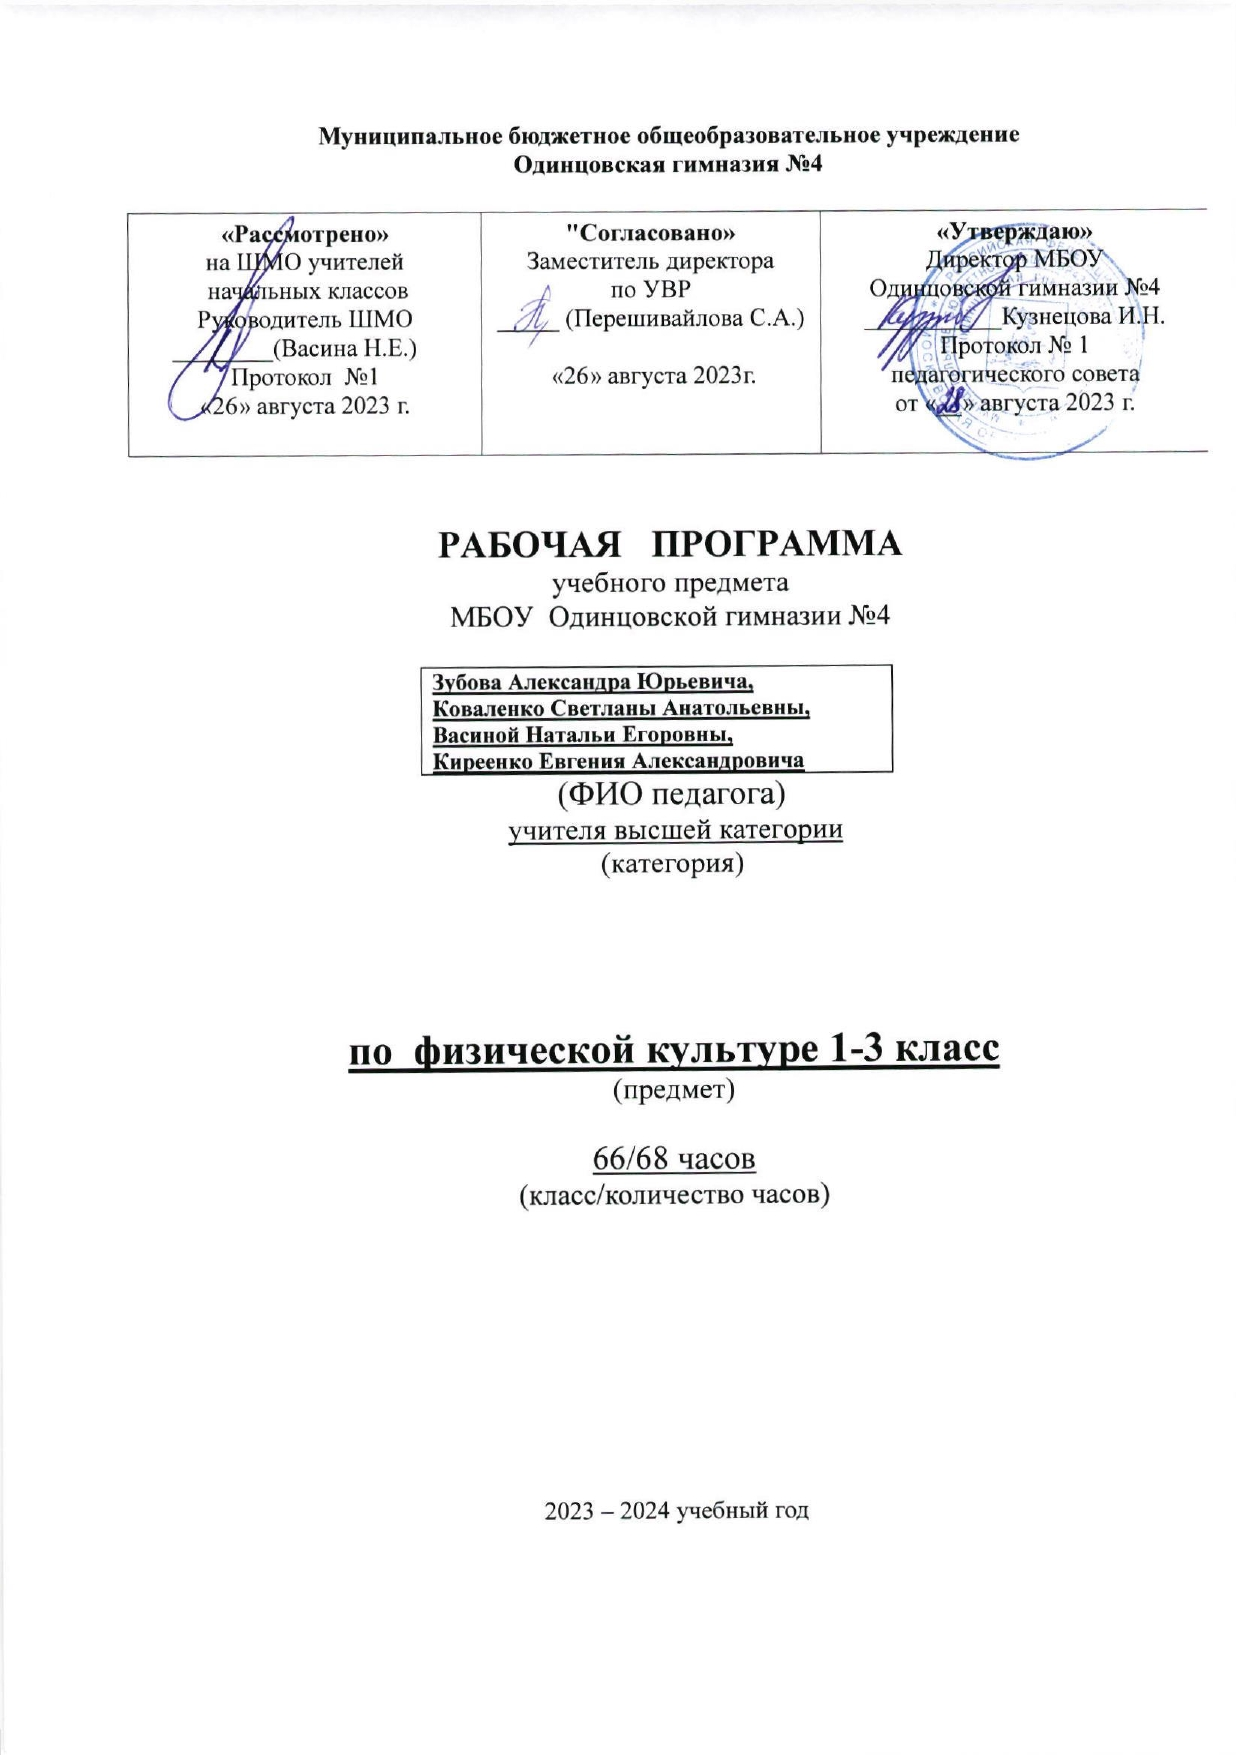 Муниципальное бюджетное общеобразовательное учреждение
Одинцовская гимназия №4
«Рассмотрено»
на ШМО учителей
начальных классов
Руководитель ШМО
________(Васина Н.Е.)
Протокол №1
«26» августа 2023 г.
"Согласовано»
Заместитель директора
по УВР
_____ (Перешивайлова С.А.)
«26» августа 2023г.
«Утверждаю»
Директор МБОУ
Одинцовской гимназии №4
___________Кузнецова И.Н.
Протокол № 1
педагогического совета
от «28» августа 2023 г.
РАБОЧАЯ ПРОГРАММА
учебного предмета
МБОУ Одинцовской гимназии №4
Зубова Александра Юрьевича,
Коваленко Светланы Анатольевны,
Васиной Натальи Егоровны,
Киреенко Евгения Александровича
(ФИО педагога)
учителя высшей категории
(категория)
по физической культуре 1-3 класс
(предмет)
66/68 часов
(класс/количество часов)
2023 – 2024 учебный год